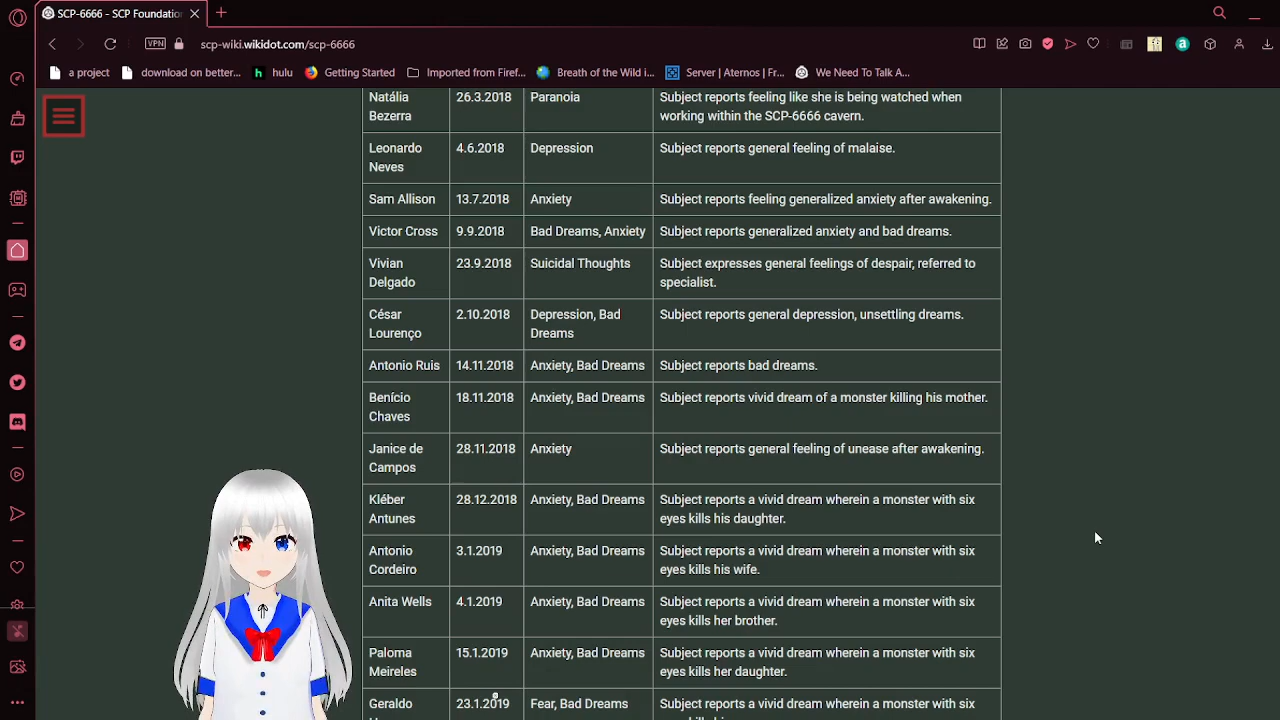 SCP-6666 - SCP Foundation
scp-wiki.wikidot.com/scp-6666
VPN
a project
download on better...
hulu
Getting Started
Imported from Firef...
Breath of the Wild i...
Server | Aternos | Fr...
We Need To Talk A...
Natália Bezerra 26.3.2018 Paranoia Subject reports feeling like she is being watched when
working within the SCP-6666 cavern.
Leonardo Neves 4.6.2018 Depression Subject reports general feeling of malaise.
Sam Allison 13.7.2018 Anxiety Subject reports feeling generalized anxiety after awakening.
Victor Cross 9.9.2018 Bad Dreams, Anxiety Subject reports generalized anxiety and bad dreams.
Vivian Delgado 23.9.2018 Suicidal Thoughts Subject expresses general feelings of despair, referred to
specialist.
César Lourenço 2.10.2018 Depression, Bad Dreams Subject reports general depression, unsettling dreams.
Antonio Ruis 14.11.2018 Anxiety, Bad Dreams Subject reports bad dreams.
Benício Chaves 18.11.2018 Anxiety, Bad Dreams Subject reports vivid dream of a monster killing his mother.
Janice de Campos 28.11.2018 Anxiety Subject reports general feeling of unease after awakening.
Kléber Antunes 28.12.2018 Anxiety, Bad Dreams Subject reports a vivid dream wherein a monster with six
eyes kills his daughter.
Antonio Cordeiro 3.1.2019 Anxiety, Bad Dreams Subject reports a vivid dream wherein a monster with six
eyes kills his wife.
Anita Wells 4.1.2019 Anxiety, Bad Dreams Subject reports a vivid dream wherein a monster with six
eyes kills her brother.
Paloma Meireles 15.1.2019 Anxiety, Bad Dreams Subject reports a vivid dream wherein a monster with six
eyes kills her daughter.
Geraldo 23.1.2019 Fear, Bad Dreams Subject reports a vivid dream wherein a monster with six